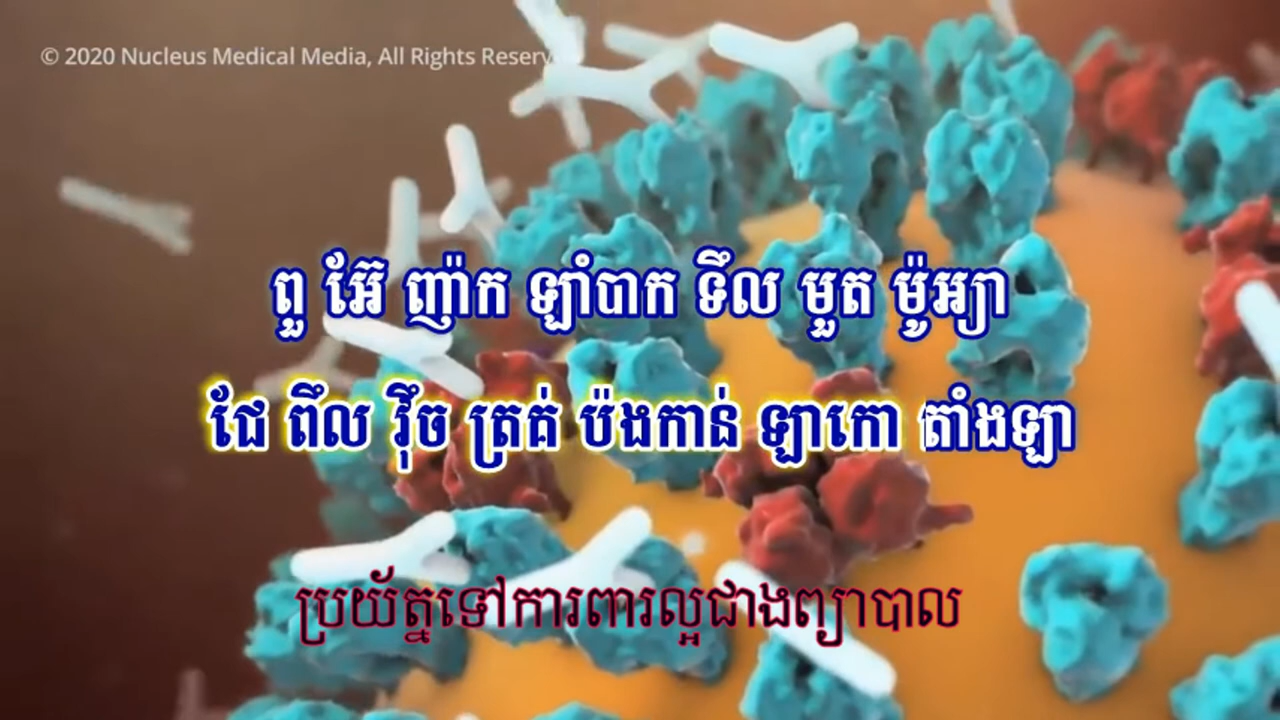 © 2020 Nucleus Medical Media, All Rights Reserv
ពួ អ៊ែ ញ៉ាក ឡាំបាក ទឹល មួត ម៉ូអ្យា
ជែ ពឹល វ៉ឹច ត្រគ់ ប៉ងកាន់ ឡាកោ តាំងឡា
ប្រយ័ត្នទៅការពារល្អជាងព្យាបាល